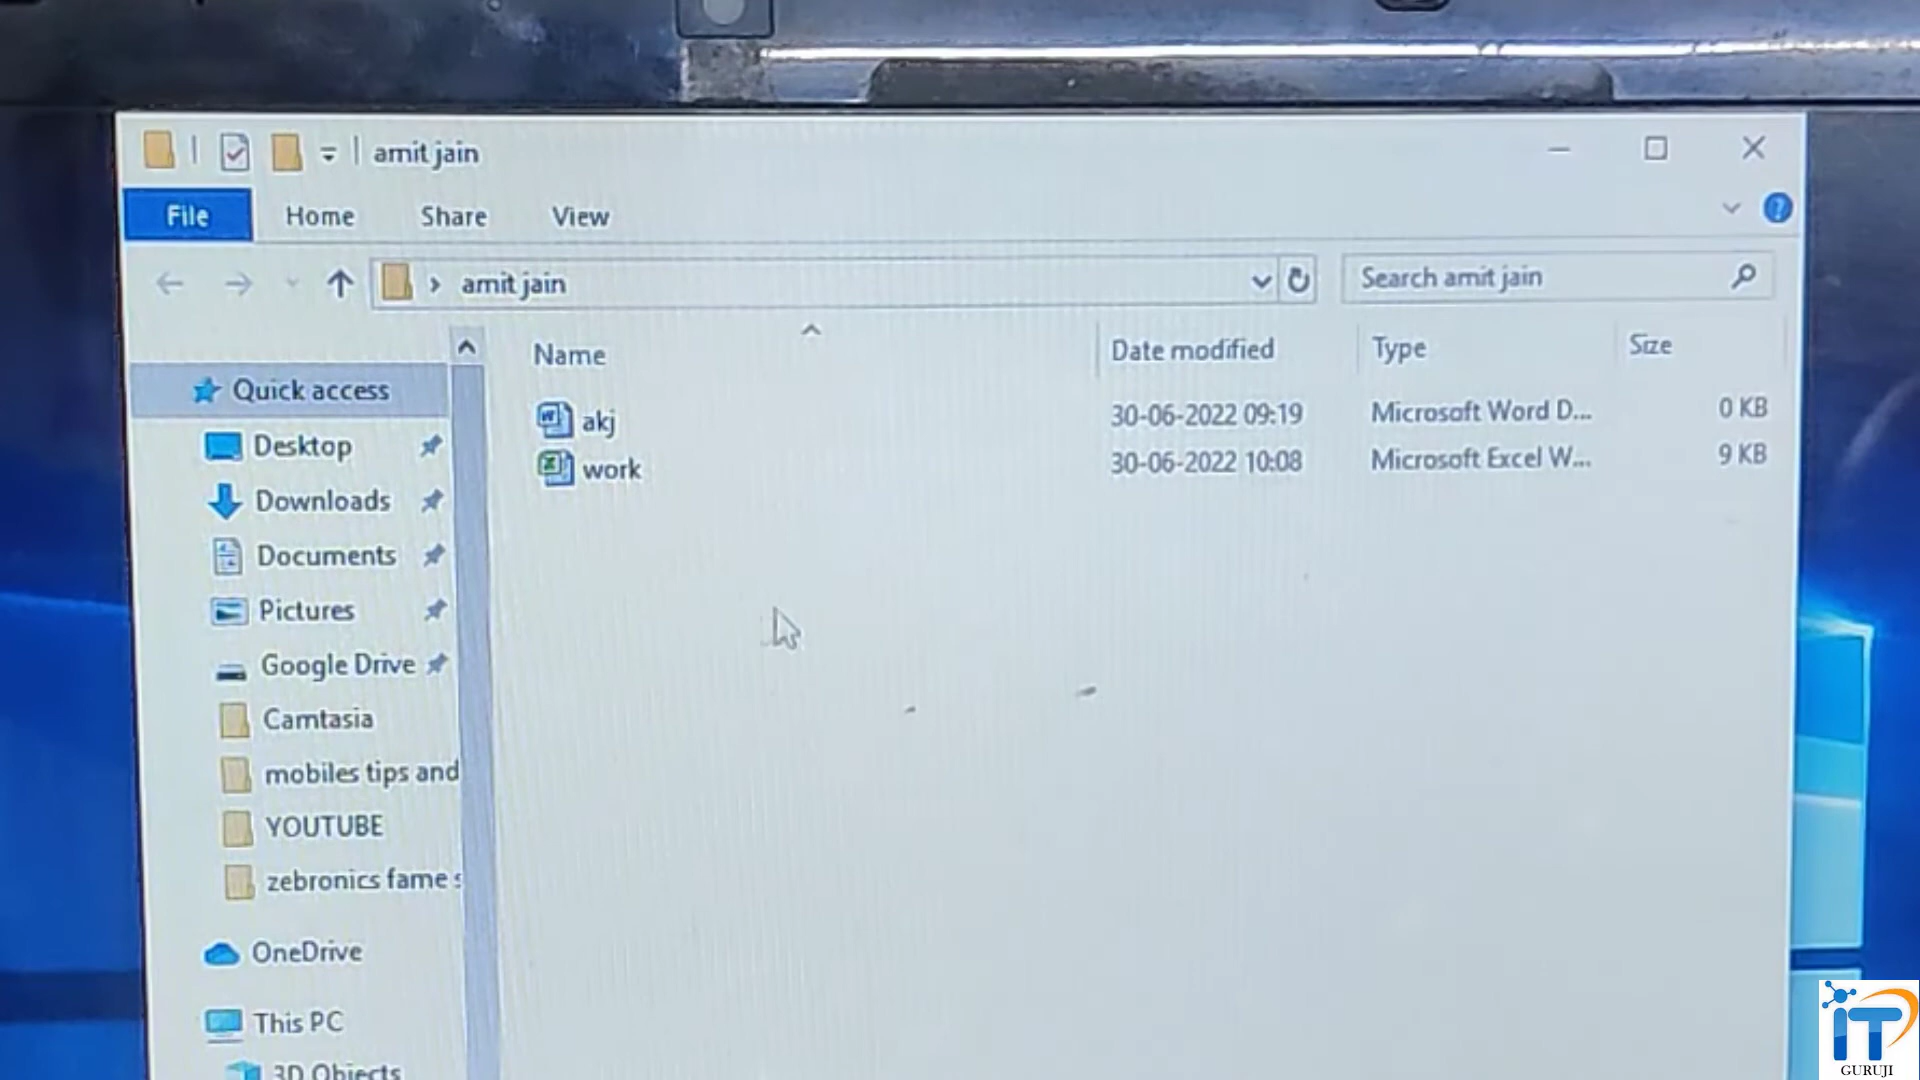 amit jain
File Home Share View
amit jain
Search amit jain
Name Date modified Type Size
akj 30-06-2022 09:19 Microsoft Word D... 0 KB
work 30-06-2022 10:08 Microsoft Excel W... 9 KB
Quick access
Desktop
Downloads
Documents
Pictures
Google Drive
Camtasia
mobiles tips and
YOUTUBE
zebronics fame s
OneDrive
This PC
3D Objects
IT
GURUJI